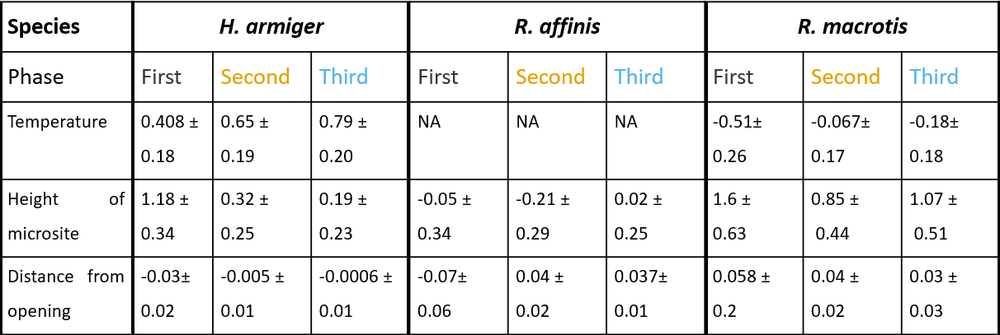 Species H. armiger R. affinis R. macrotis
Phase First Second Third First Second Third First Second Third
Temperature 0.408 ± 0.65 ± 0.79 ± NA NA NA -0.51± -0.067± -0.18±
0.18 0.19 0.20 0.26 0.17 0.18
Height of 1.18 ± 0.32 ± 0.19 ± -0.05 ± -0.21 ± 0.02 ± 1.6 ± 0.85 ± 1.07 ±
microsite 0.34 0.25 0.23 0.34 0.29 0.25 0.63 0.44 0.51
Distance from -0.03± -0.005 ± -0.0006 ± -0.07± 0.04 ± 0.037± 0.058 ± 0.04 ± 0.03 ±
opening 0.02 0.01 0.01 0.06 0.02 0.01 0.2 0.02 0.03